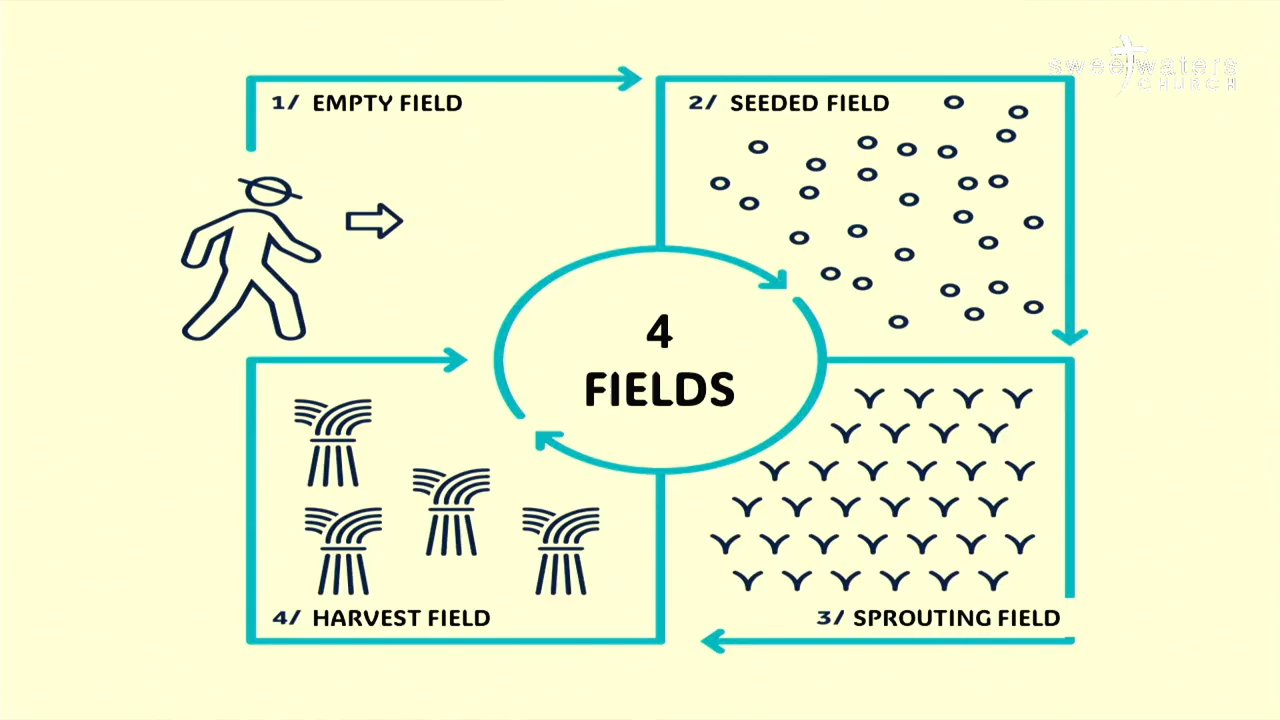 sweetwaters
CHURCH
1/ EMPTY FIELD
2/ SEEDED FIELD
4
FIELDS
4/ HARVEST FIELD
3/ SPROUTING FIELD